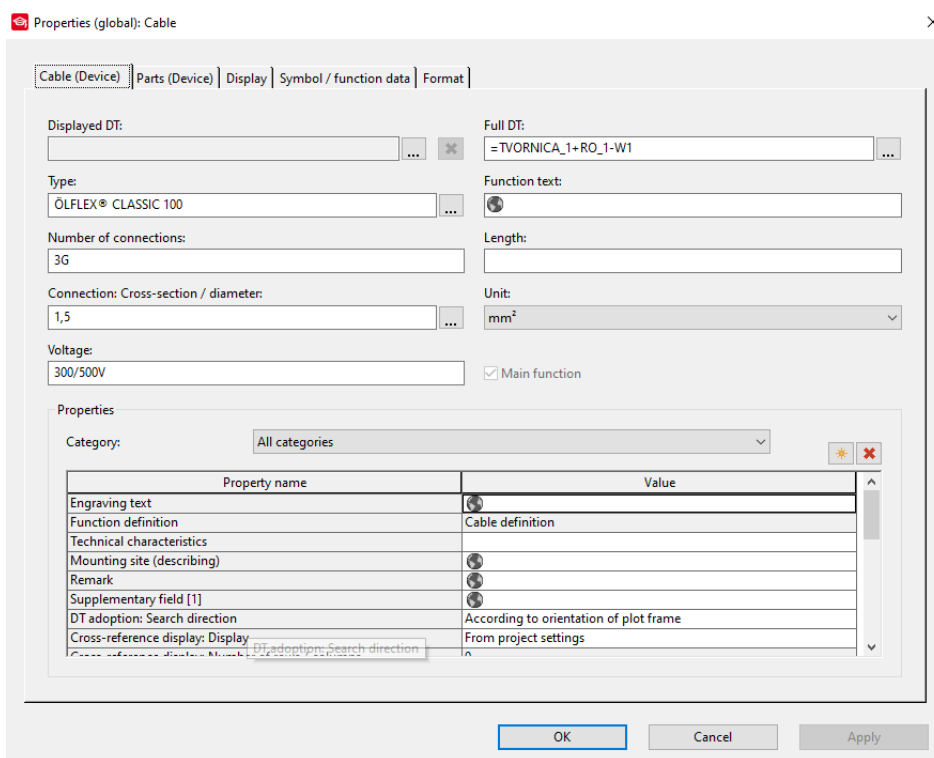 Properties (global): Cable
Cable (Device) Parts (Device) Display Symbol / function data Format
Displayed DT: Full DT:
... =TVORNICA_1+RO_1-W1 ...
Type: Function text:
ÖLFLEX® CLASSIC 100 ...
Number of connections: Length:
3G
Connection: Cross-section / diameter: Unit:
1,5 ... mm²
Voltage:
300/500V Main function
Properties
Category: All categories
Property name Value
Engraving text
Function definition Cable definition
Technical characteristics
Mounting site (describing)
Remark
Supplementary field [1]
DT adoption: Search direction According to orientation of plot frame
Cross-reference display: Display From project settings
DT adoption: Search direction
Cross-reference display: 0
OK Cancel Apply